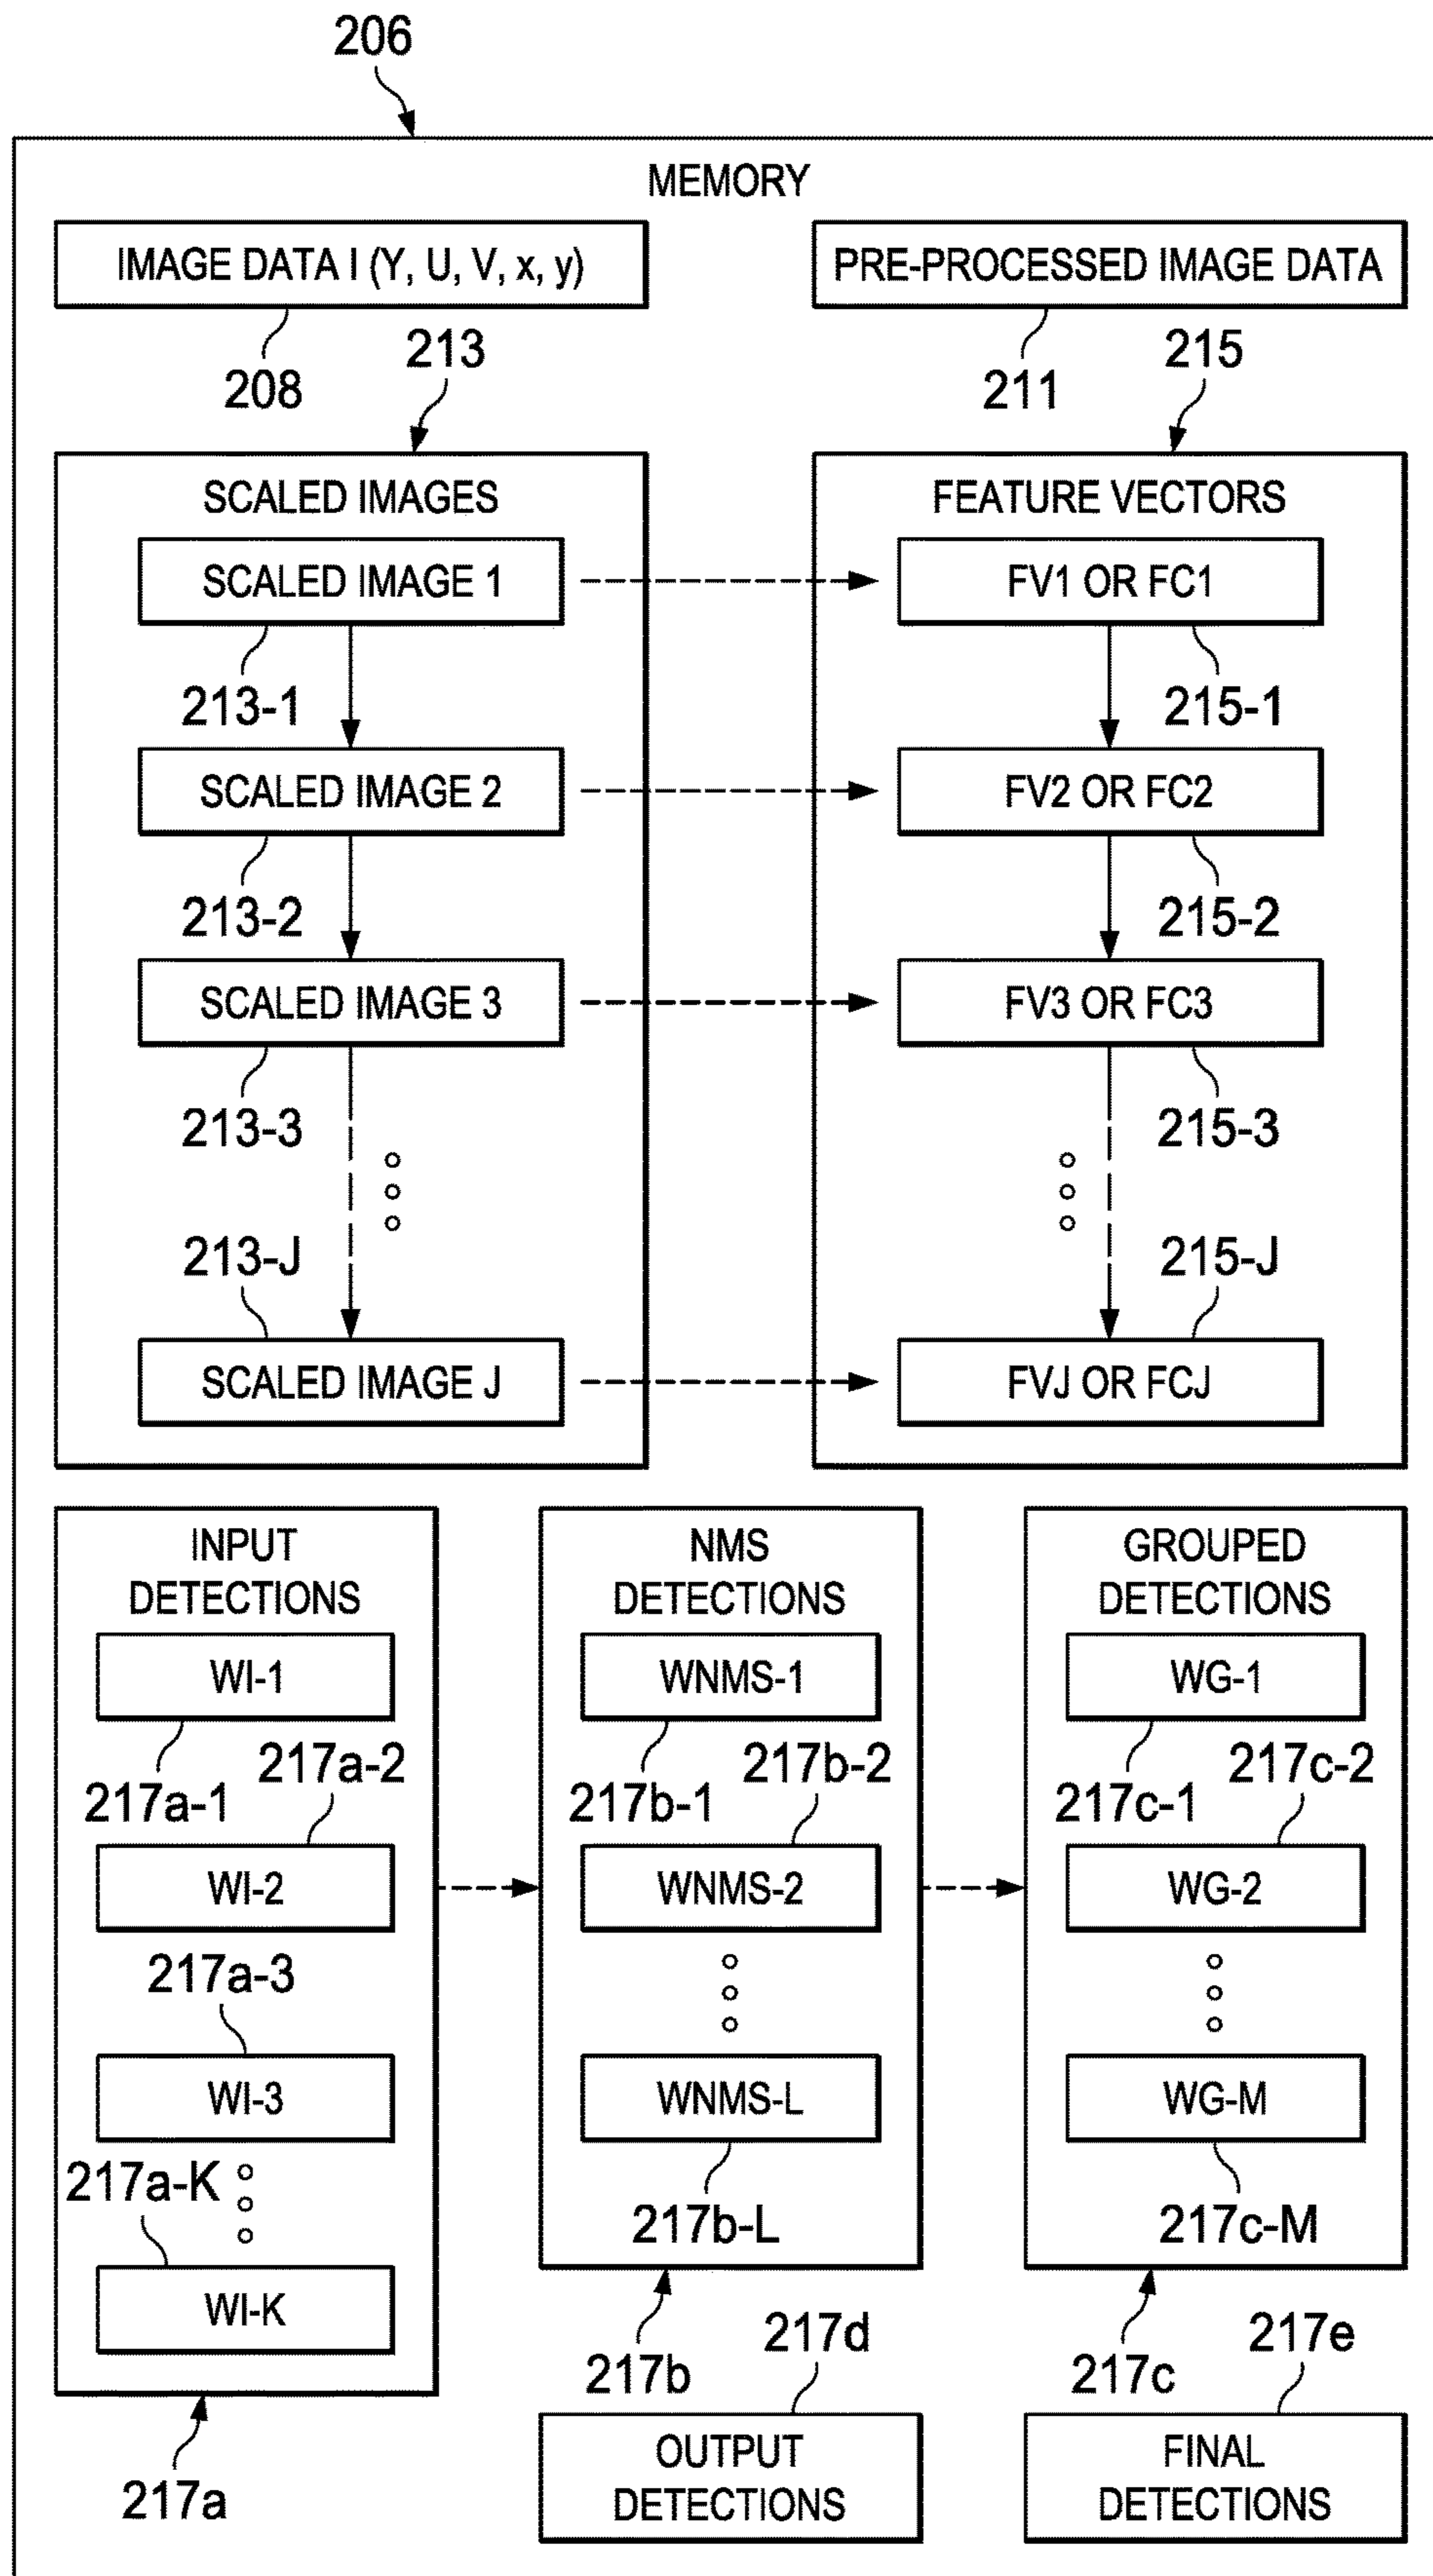 206
MEMORY
IMAGE DATA I (Y, U, V, x, y)
PRE-PROCESSED IMAGE DATA
208
213
211
215
SCALED IMAGES
SCALED IMAGE 1
213-1
SCALED IMAGE 2
213-2
SCALED IMAGE 3
213-3
213-J
SCALED IMAGE J
FEATURE VECTORS
FV1 OR FC1
215-1
FV2 OR FC2
215-2
FV3 OR FC3
215-3
215-J
FVJ OR FCJ
INPUT
DETECTIONS
WI-1
217a-1
217a-2
WI-2
217a-3
WI-3
217a-K
WI-K
217a
NMS
DETECTIONS
WNMS-1
217b-1
217b-2
WNMS-2
WNMS-L
217b-L
217b
GROUPED
DETECTIONS
WG-1
217c-1
217c-2
WG-2
WG-M
217c-M
217c
217d
OUTPUT
DETECTIONS
217e
FINAL
DETECTIONS